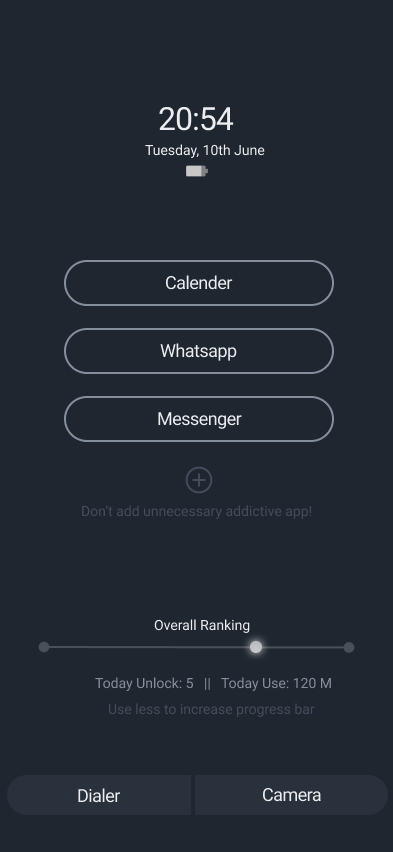 20:54
Tuesday, 10th June
Calender
Whatsapp
Messenger
Don't add unnecessary addictive app!
Overall Ranking
Today Unlock: 5 || Today Use: 120 M
Use less to increase progress bar
Dialer Camera